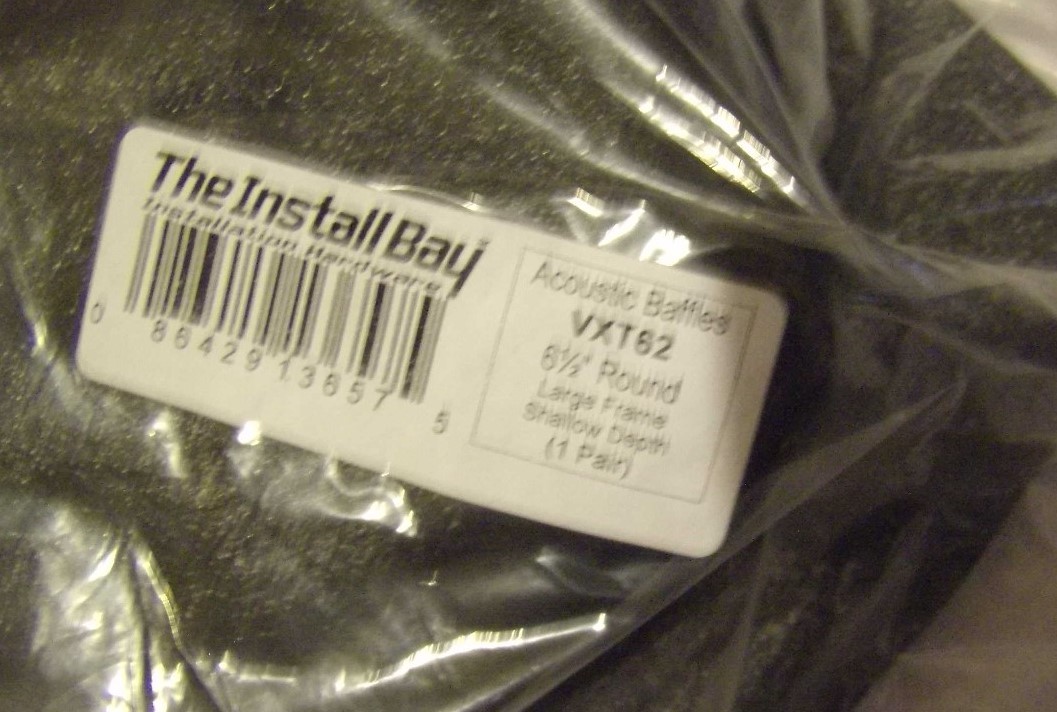 The Install Bay
Installation Hardware
0 86429 13657 5
Acoustic Baffles
VXT62
6½" Round
Large Frame
Shallow Depth
(1 Pair)